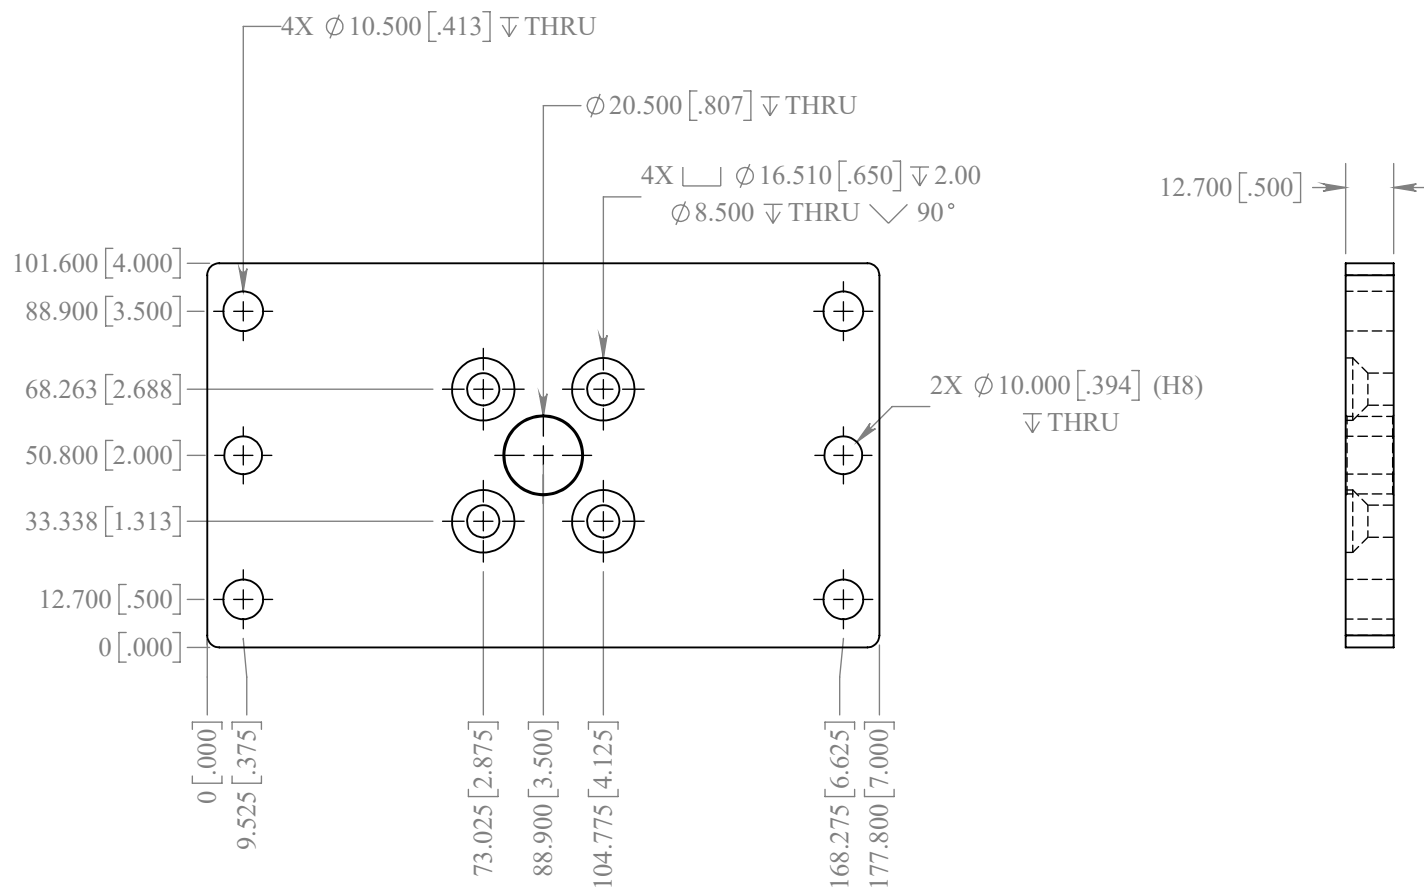 4X ⌀10.500[.413] ↧ THRU
⌀20.500[.807] ↧ THRU
4X ⌴ ⌀16.510[.650] ↧ 2.00
⌀8.500 ↧ THRU ⌵ 90°
12.700[.500]
101.600[4.000]
88.900[3.500]
68.263[2.688]
2X ⌀10.000[.394] (H8)
↧ THRU
50.800[2.000]
33.338[1.313]
12.700[.500]
0[.000]
0[.000]
9.525[.375]
73.025[2.875]
88.900[3.500]
104.775[4.125]
168.275[6.625]
177.800[7.000]